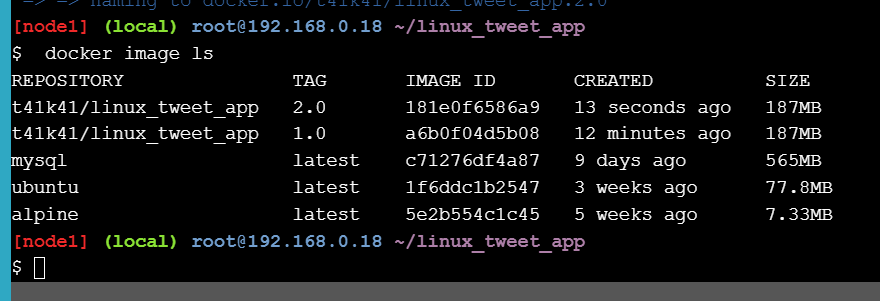 => => naming to docker.io/t41k41/linux_tweet_app:2.0
[node1] (local) root@192.168.0.18 ~/linux_tweet_app
$  docker image ls
REPOSITORY               TAG       IMAGE ID       CREATED          SIZE
t41k41/linux_tweet_app   2.0       181e0f6586a9   13 seconds ago   187MB
t41k41/linux_tweet_app   1.0       a6b0f04d5b08   12 minutes ago   187MB
mysql                    latest    c71276df4a87   9 days ago       565MB
ubuntu                   latest    1f6ddc1b2547   3 weeks ago      77.8MB
alpine                   latest    5e2b554c1c45   5 weeks ago      7.33MB
[node1] (local) root@192.168.0.18 ~/linux_tweet_app
$